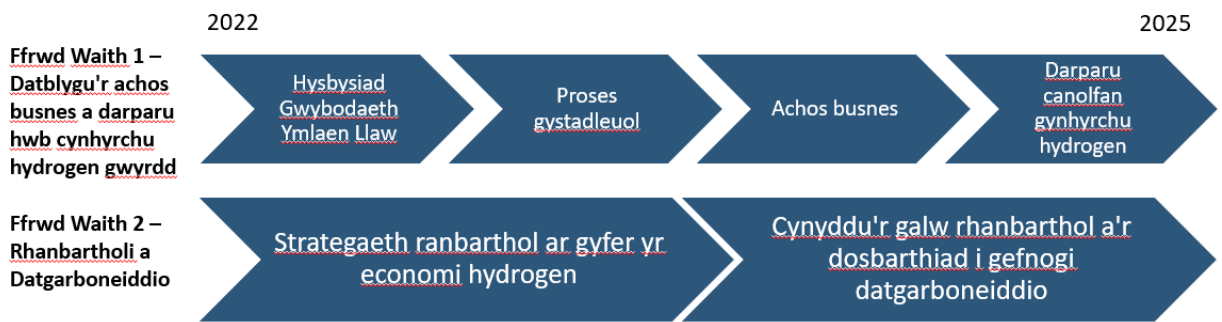 2022
2025
Ffrwd Waith 1 –
Datblygu'r achos
busnes a darparu
hwb cynhyrchu
hydrogen gwyrdd
Hysbysiad
Gwybodaeth
Ymlaen Llaw
Proses
gystadleuol
Achos busnes
Darparu
canolfan
gynhyrchu
hydrogen
Ffrwd Waith 2 –
Rhanbartholi a
Datgarboneiddio
Strategaeth ranbarthol ar gyfer yr
economi hydrogen
Cynyddu'r galw rhanbarthol a'r
dosbarthiad i gefnogi
datgarboneiddio